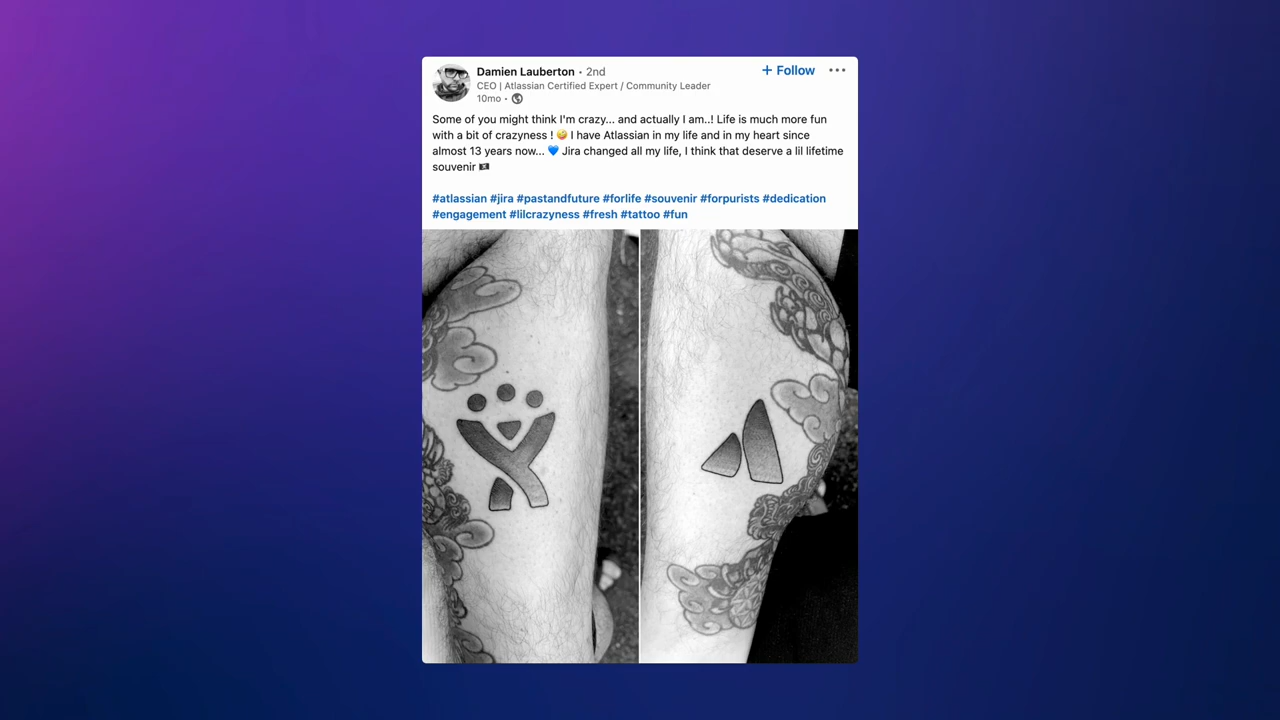 Damien Lauberton · 2nd
+ Follow
CEO | Atlassian Certified Expert / Community Leader
10mo ·
Some of you might think I'm crazy... and actually I am..! Life is much more fun
with a bit of crazyness ! 🤪 I have Atlassian in my life and in my heart since
almost 13 years now... 💙 Jira changed all my life, I think that deserve a lil lifetime
souvenir 🏴‍☠️
#atlassian #jira #pastandfuture #forlife #souvenir #forpurists #dedication
#engagement #lilcrazyness #fresh #tattoo #fun